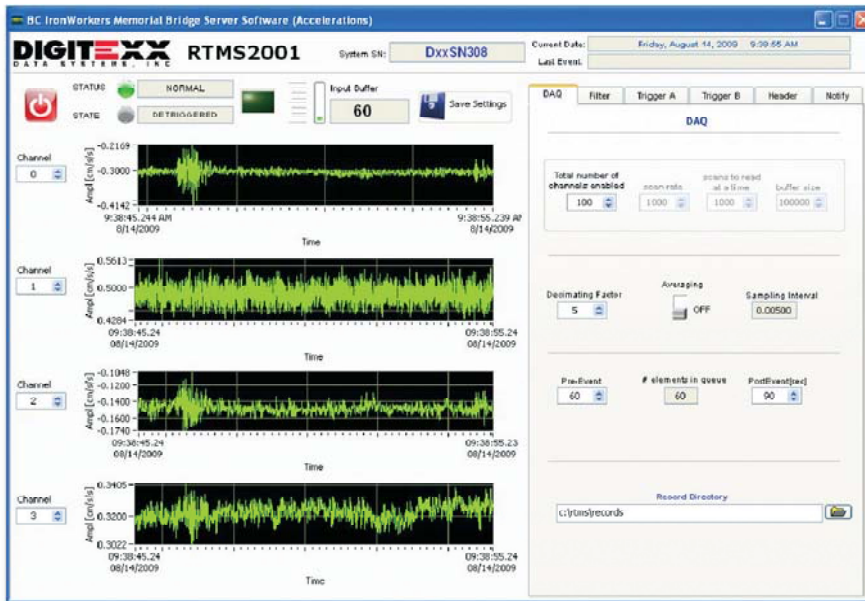 BC IronWorkers Memorial Bridge Server Software (Accelerations)
DIGITEXX
DATA SYSTEMS, INC
RTMS2001
System SN: DxxSN308
Current Date: Friday, August 14, 2009 9:39:55 AM
Last Event:
STATUS NORMAL
STATE DETRIGGERED
Input Buffer
60
Save Settings
DAQ Filter Trigger A Trigger B Header Notify
DAQ
Total number of channels enabled
100
scan rate
1000
scans to read at a time
1000
buffer size
100000
Decimating Factor
5
Averaging
OFF
Sampling Interval
0.00500
Pre-Event
60
# elements in queue
60
PostEvent[sec]
90
Record Directory
c:\rtms\records
Channel
0
Ampl [cm/s/s]
-0.2169
-0.3000
-0.4142
9:38:45.244 AM
8/14/2009
9:38:55.239 AM
8/14/2009
Time
Channel
1
Ampl [cm/s/s]
0.5613
0.5000
0.4284
09:38:45.24
08/14/2009
09:38:55.24
08/14/2009
Time
Channel
2
Ampl [cm/s/s]
-0.1048
-0.1200
-0.1400
-0.1600
-0.1740
09:38:45.24
08/14/2009
09:38:55.23
08/14/2009
Time
Channel
3
Ampl [cm/s/s]
0.3405
0.3200
0.3022
09:38:45.24
08/14/2009
09:38:55.24
08/14/2009
Time